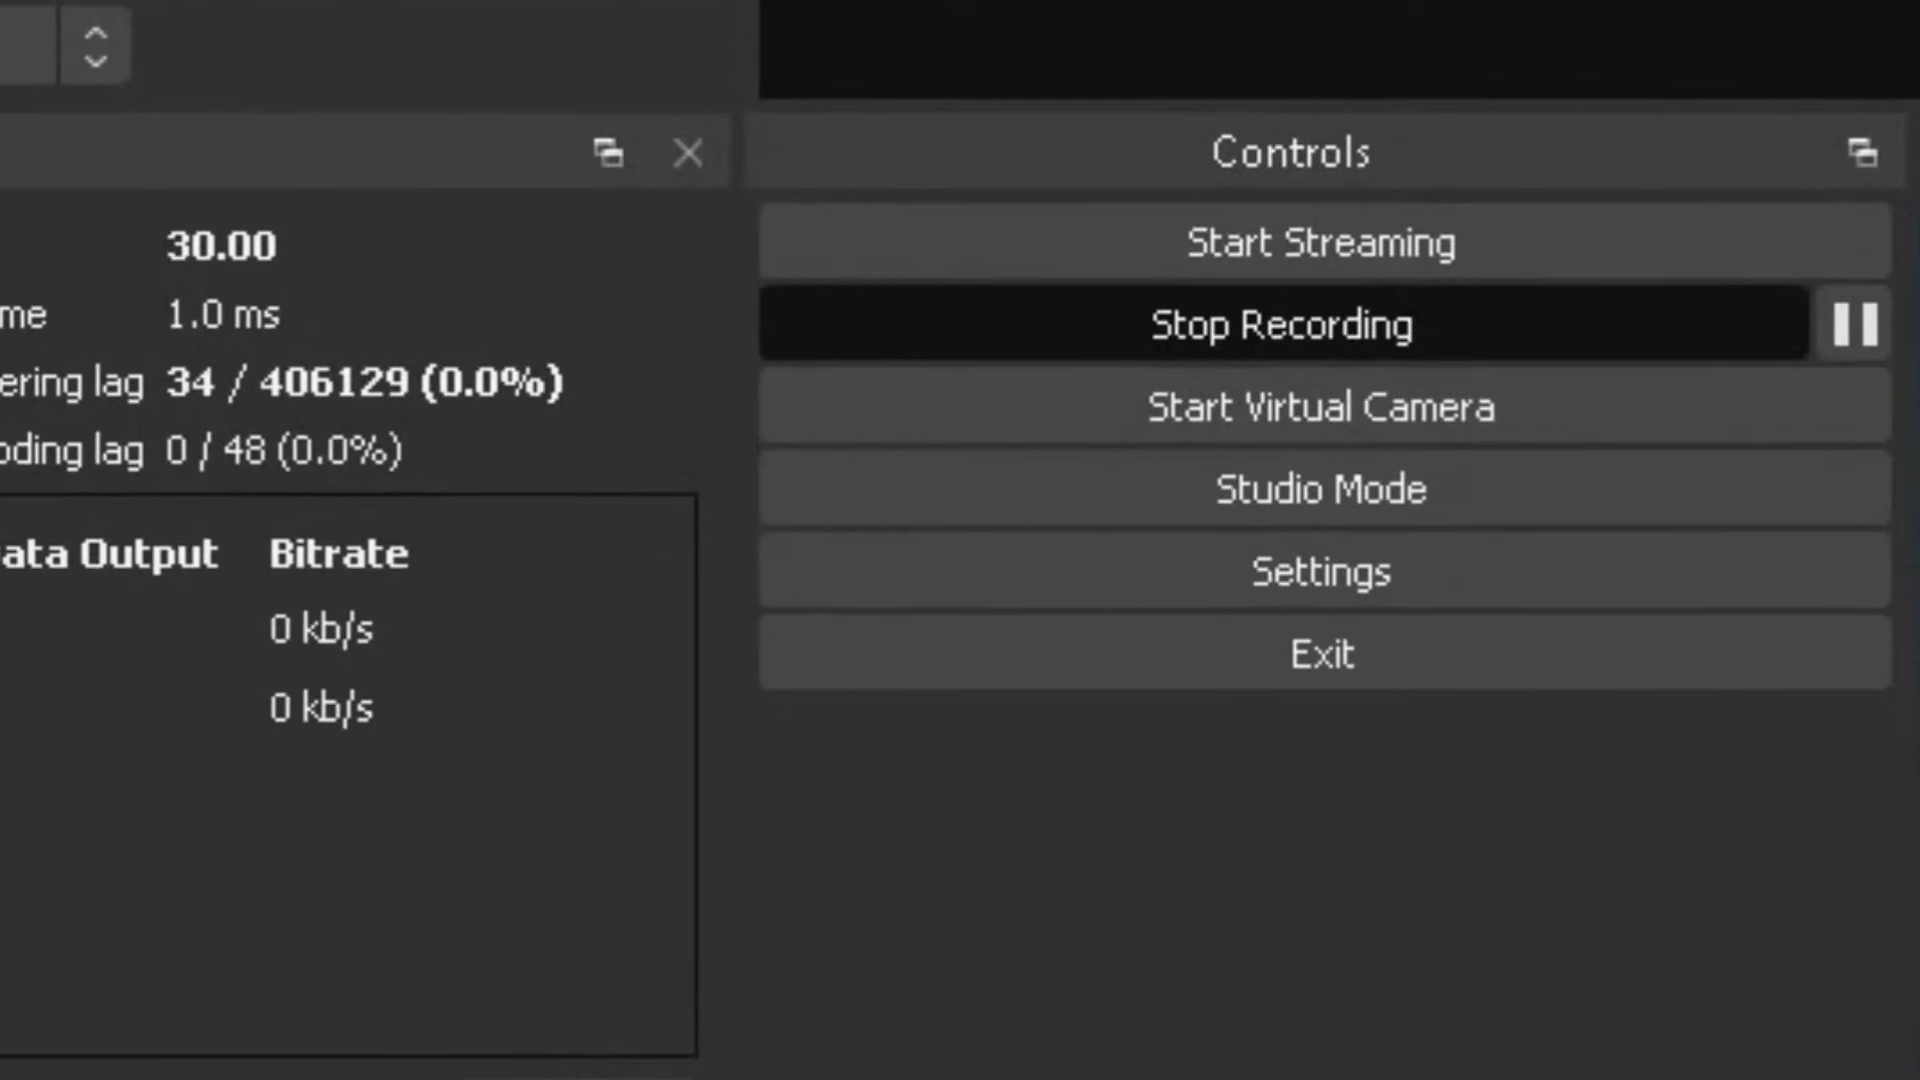 30.00
me 1.0 ms
ering lag 34 / 406129 (0.0%)
oding lag 0 / 48 (0.0%)
ata Output Bitrate
0 kb/s
0 kb/s
Controls
Start Streaming
Stop Recording
Start Virtual Camera
Studio Mode
Settings
Exit